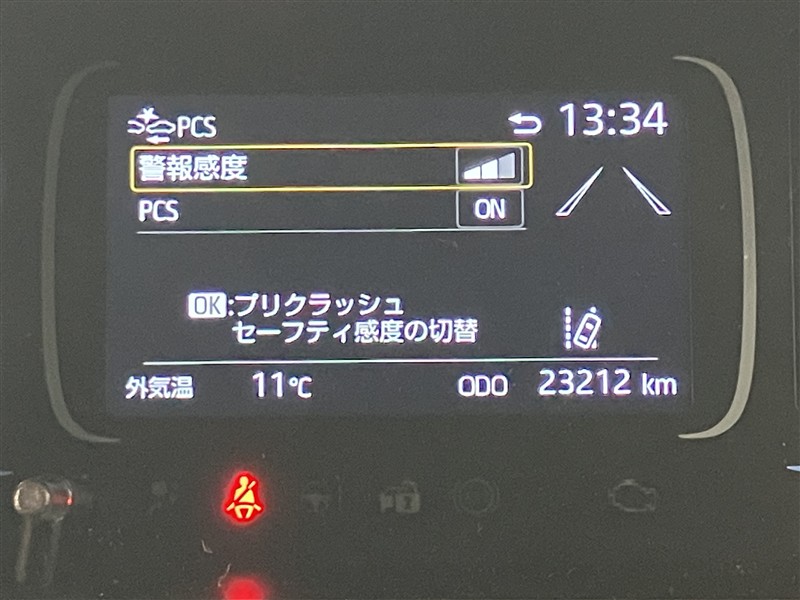 PCS
13:34
警報感度
PCS ON
OK:プリクラッシュ
セーフティ感度の切替
外気温 11℃ ODO 23212 km